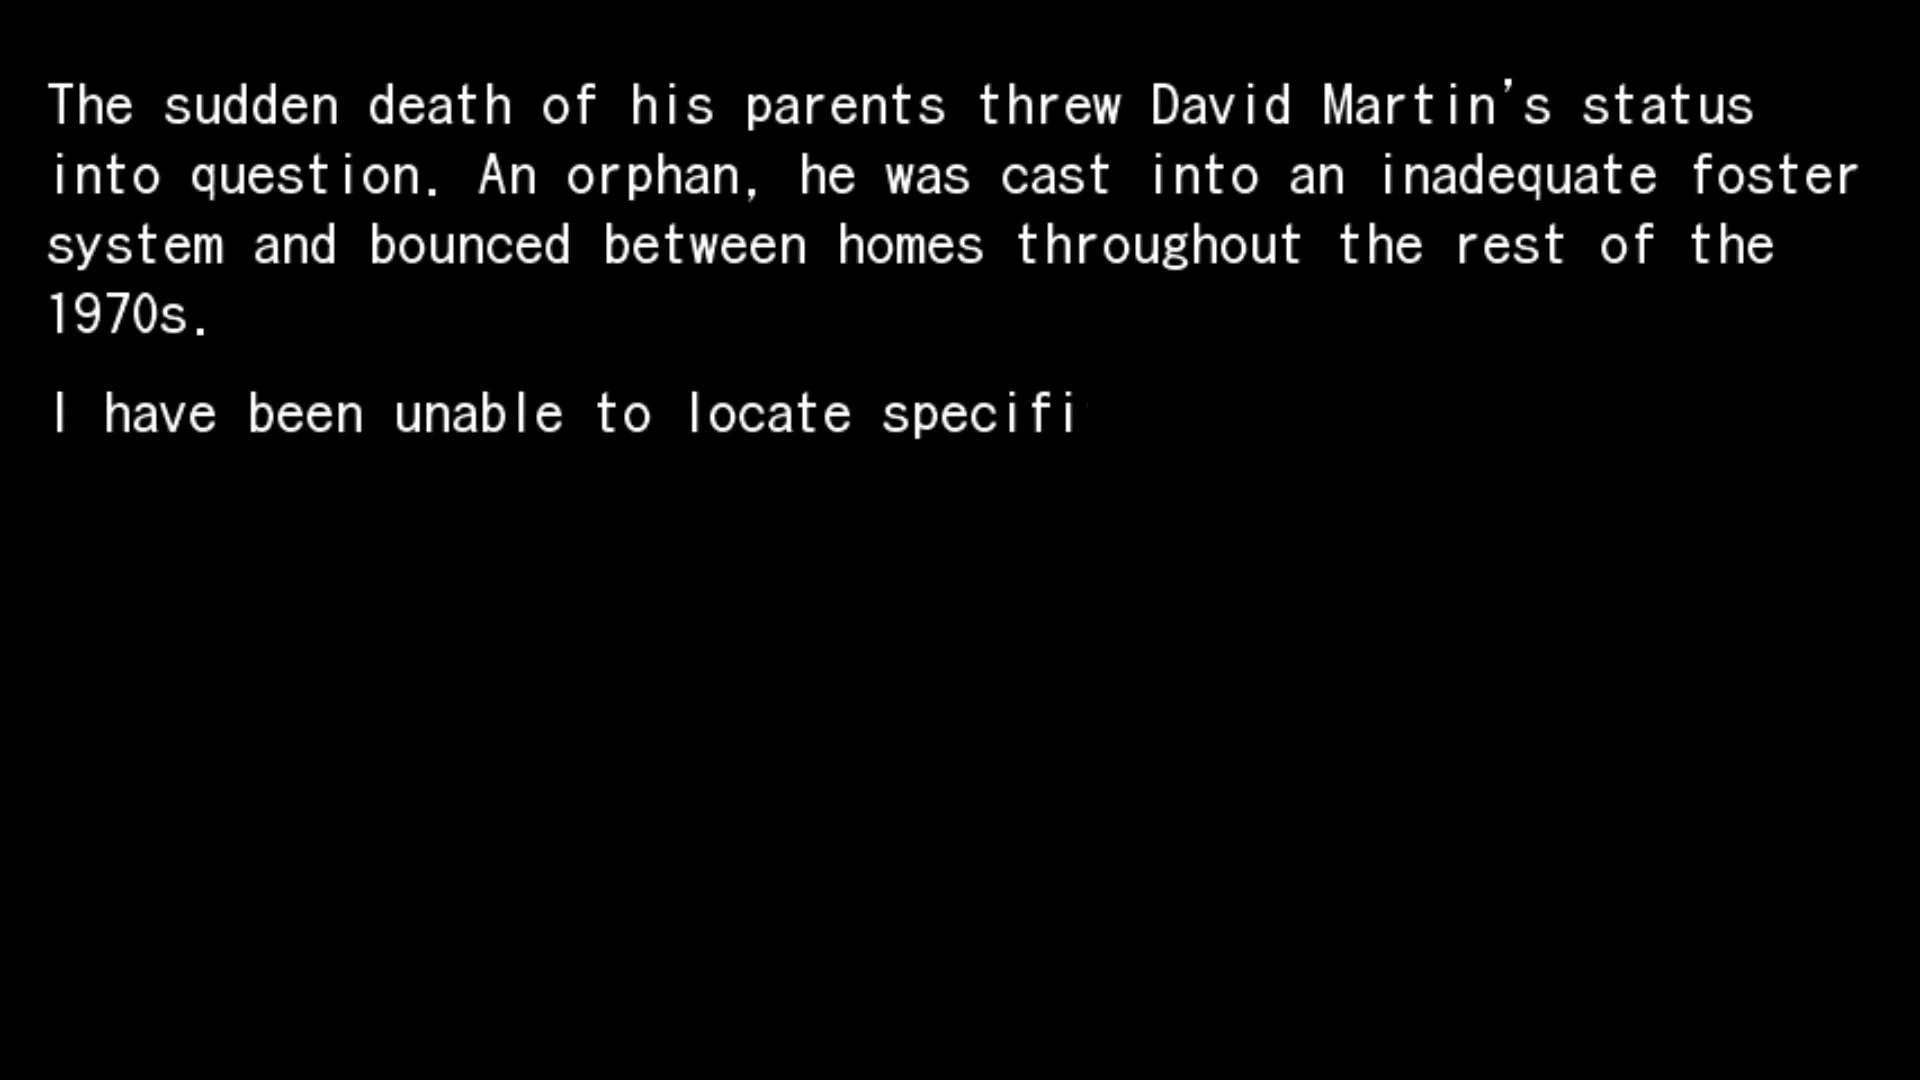 The sudden death of his parents threw David Martin's status
into question. An orphan, he was cast into an inadequate foster
system and bounced between homes throughout the rest of the
1970s.
I have been unable to locate specifi